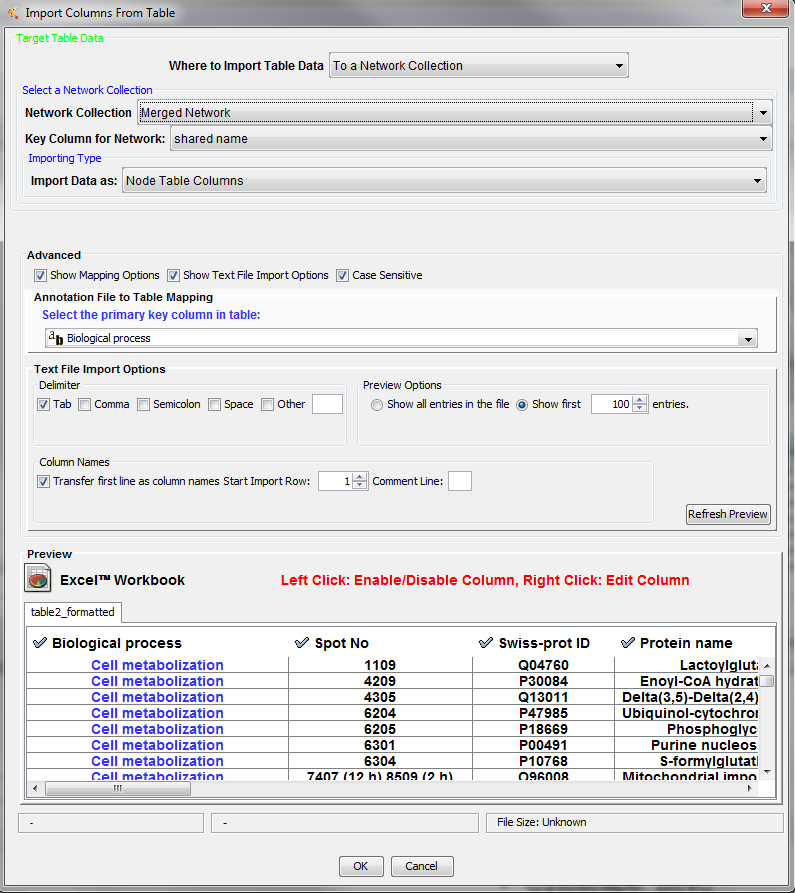 Import Columns From Table
Target Table Data
Where to Import Table Data To a Network Collection
Select a Network Collection
Network Collection Merged Network
Key Column for Network: shared name
Importing Type
Import Data as: Node Table Columns
Advanced
Show Mapping Options Show Text File Import Options Case Sensitive
Annotation File to Table Mapping
Select the primary key column in table:
ab Biological process
Text File Import Options
Delimiter Preview Options
Tab Comma Semicolon Space Other Show all entries in the file Show first 100 entries.
Column Names
Transfer first line as column names Start Import Row: 1 Comment Line:
Refresh Preview
Preview
Excel™ Workbook Left Click: Enable/Disable Column, Right Click: Edit Column
table2_formatted
Biological process Spot No Swiss-prot ID Protein name
Cell metabolization 1109 Q04760 Lactoylgluta
Cell metabolization 4209 P30084 Enoyl-CoA hydrat
Cell metabolization 4305 Q13011 Delta(3,5)-Delta(2,4)
Cell metabolization 6204 P47985 Ubiquinol-cytochron
Cell metabolization 6205 P18669 Phosphoglyc
Cell metabolization 6301 P00491 Purine nucleos
Cell metabolization 6304 P10768 S-formylglutati
Cell metabolization 7407 (12 h) 8509 (2 h) Q96008 Mitochondrial impo
- - File Size: Unknown
OK Cancel